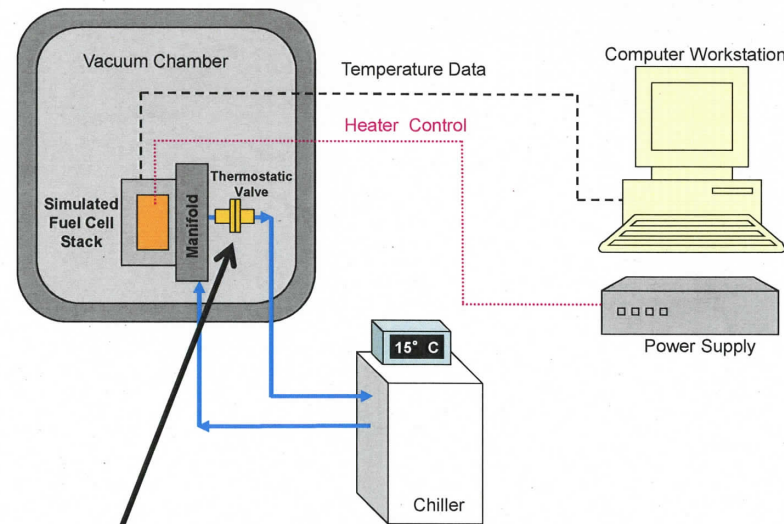 Vacuum Chamber
Temperature Data
Computer Workstation
Heater Control
Thermostatic
Valve
Simulated
Fuel Cell
Stack
Manifold
15° C
Power Supply
Chiller